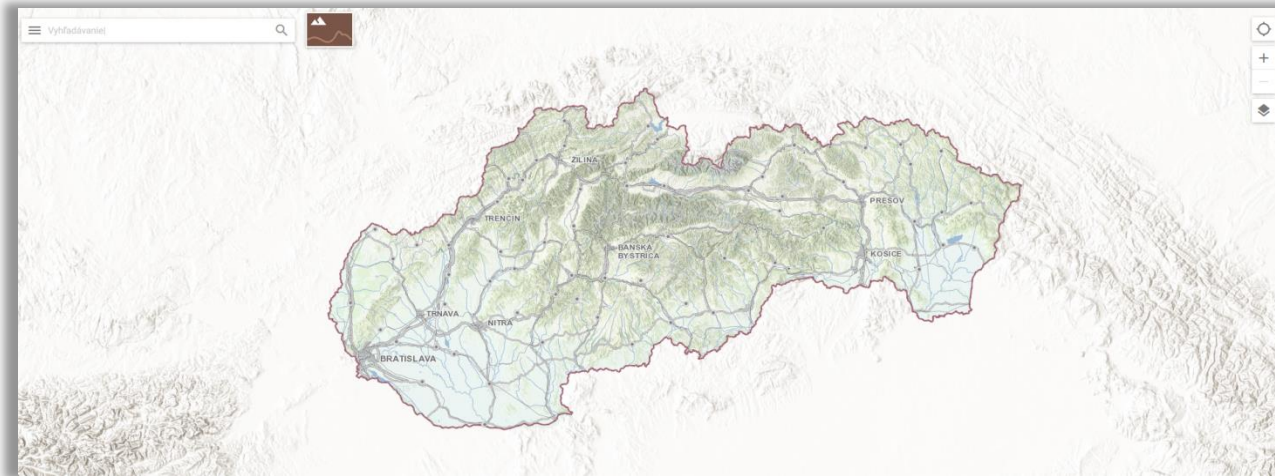 Vyhľadávanie
ŽILINA
PREŠOV
TRENČÍN
BANSKÁ
BYSTRICA
KOŠICE
TRNAVA
NITRA
BRATISLAVA